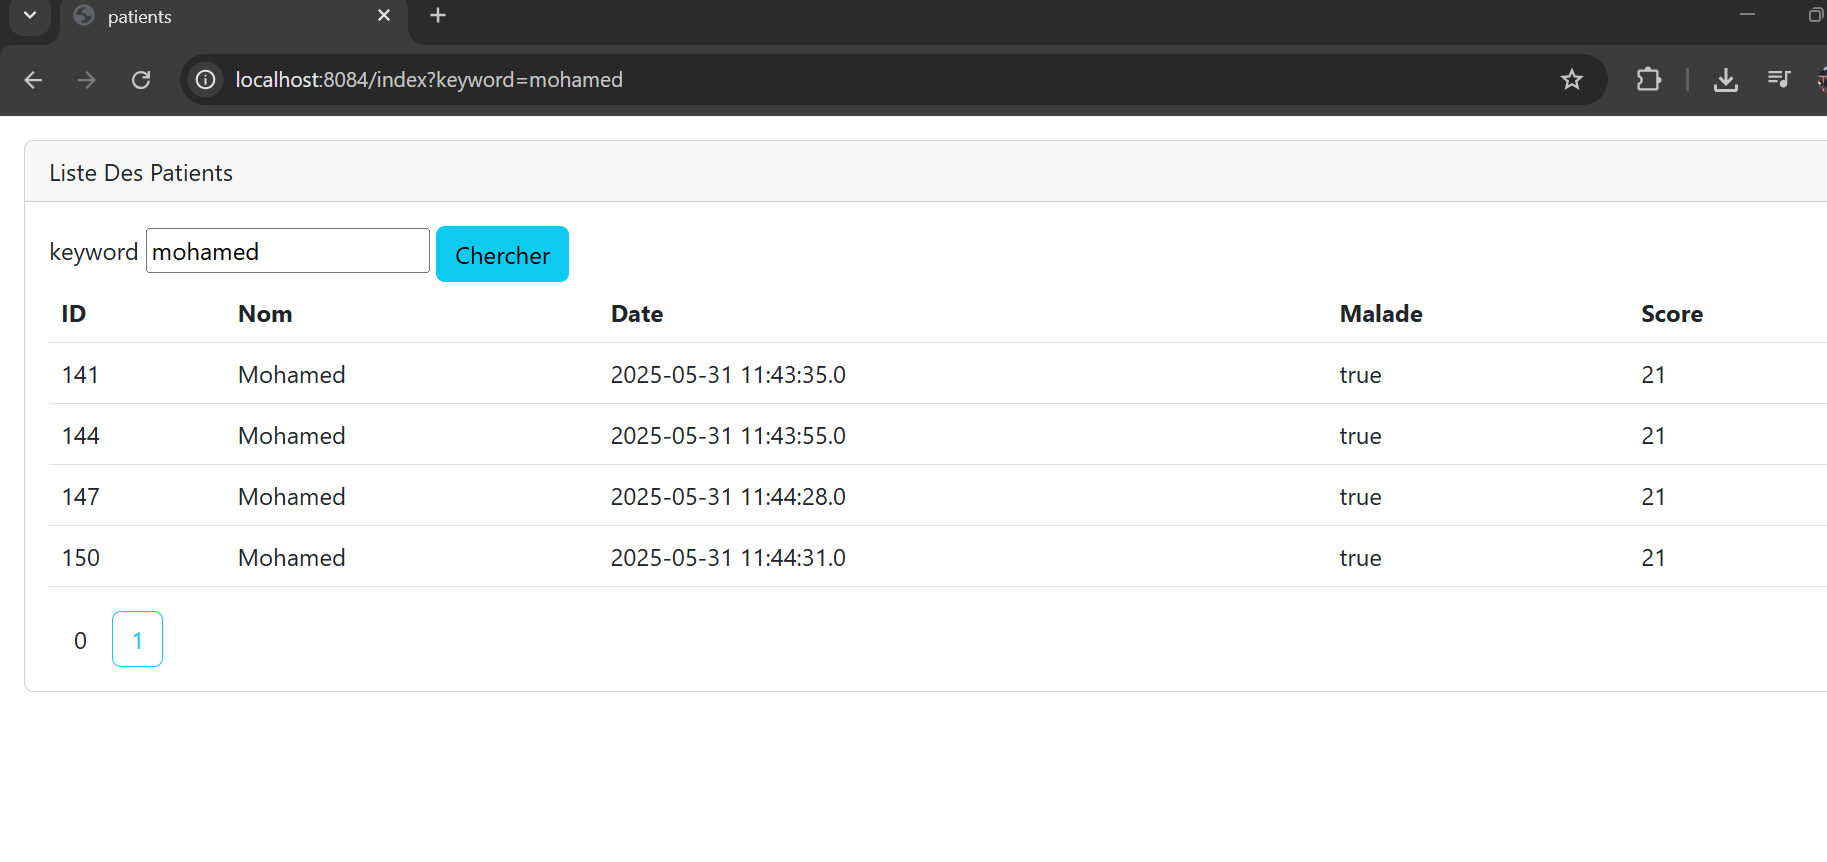 patients
localhost:8084/index?keyword=mohamed
Liste Des Patients
keyword mohamed Chercher
ID Nom Date Malade Score
141 Mohamed 2025-05-31 11:43:35.0 true 21
144 Mohamed 2025-05-31 11:43:55.0 true 21
147 Mohamed 2025-05-31 11:44:28.0 true 21
150 Mohamed 2025-05-31 11:44:31.0 true 21
0 1